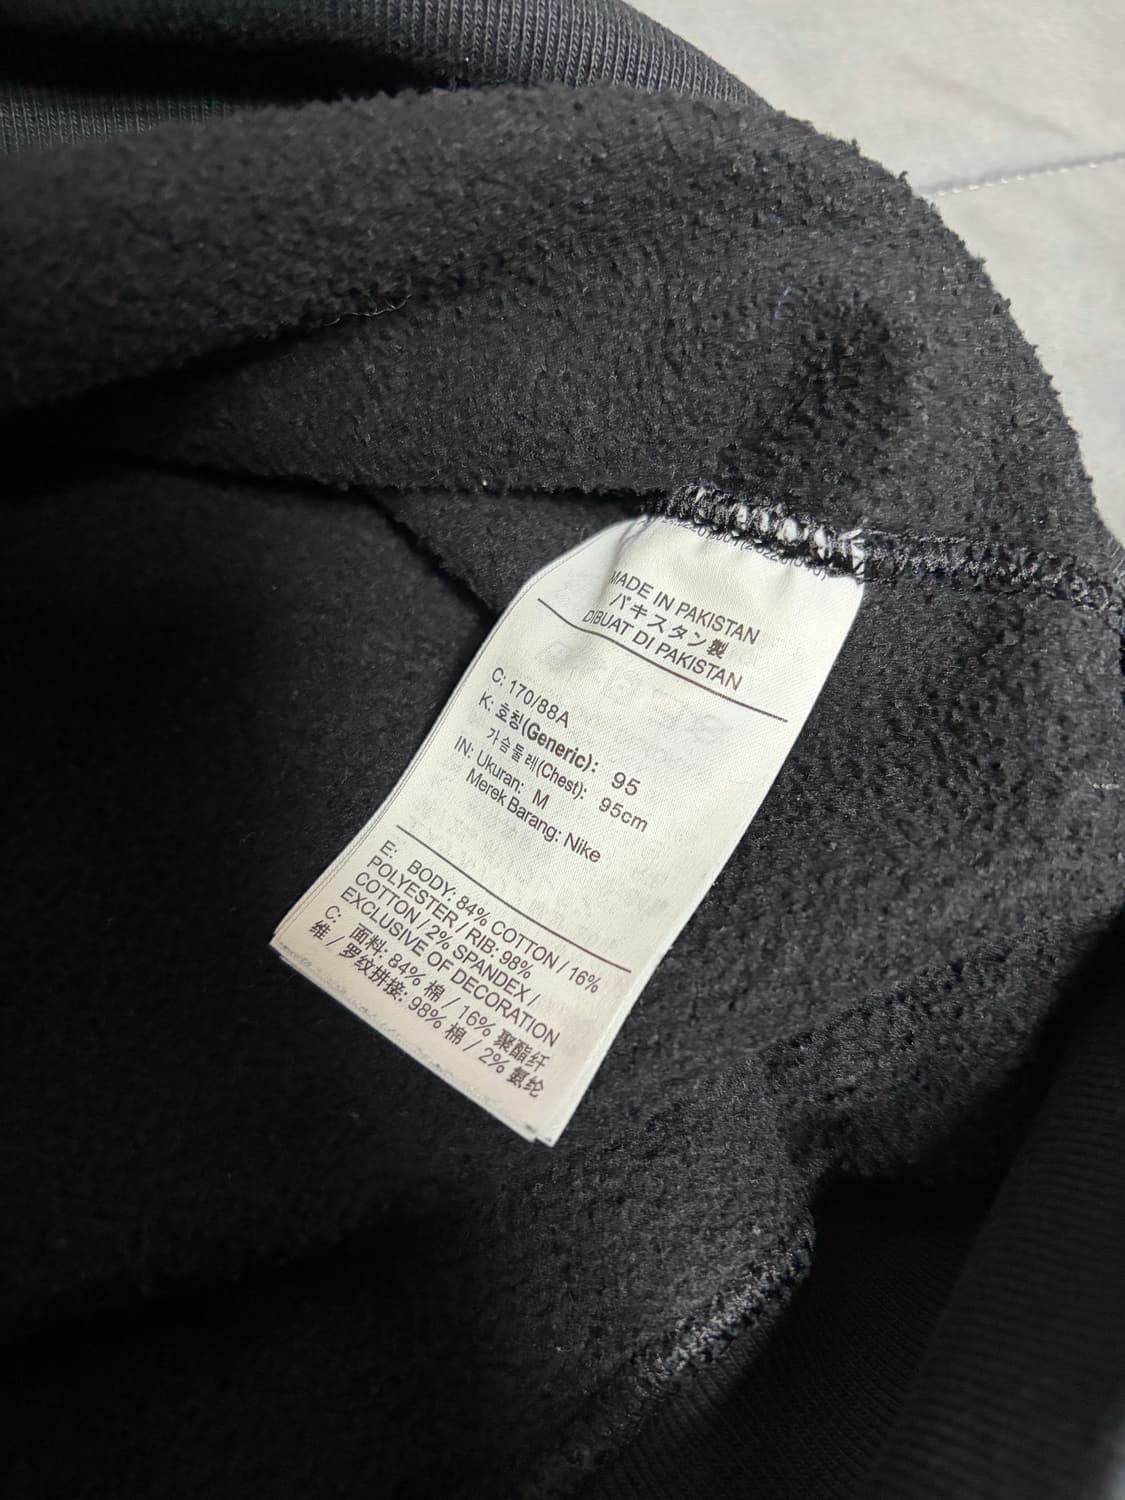 MADE IN PAKISTAN
パキスタン製
DIBUAT DI PAKISTAN
C: 170/88A
K: 호칭(Generic): 95
가슴둘레(Chest): 95cm
IN: Ukuran: M
Merek Barang: Nike
E: BODY: 84% COTTON / 16%
POLYESTER / RIB: 98%
COTTON / 2% SPANDEX /
EXCLUSIVE OF DECORATION
C: 面料: 84% 棉 / 16% 聚酯纤
维 / 罗纹拼接: 98% 棉 / 2% 氨纶